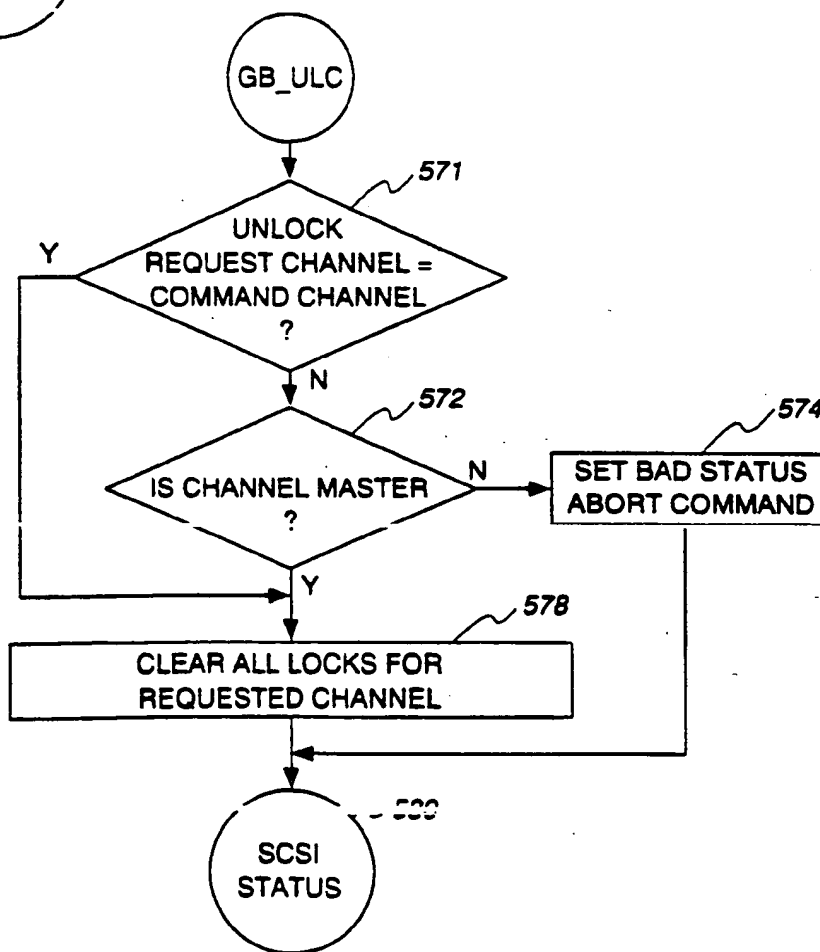 GB_ULC
571
UNLOCK
REQUEST CHANNEL =
COMMAND CHANNEL
?
Y
N
572
IS CHANNEL MASTER
?
N
574
SET BAD STATUS
ABORT COMMAND
Y
578
CLEAR ALL LOCKS FOR
REQUESTED CHANNEL
SCSI
STATUS